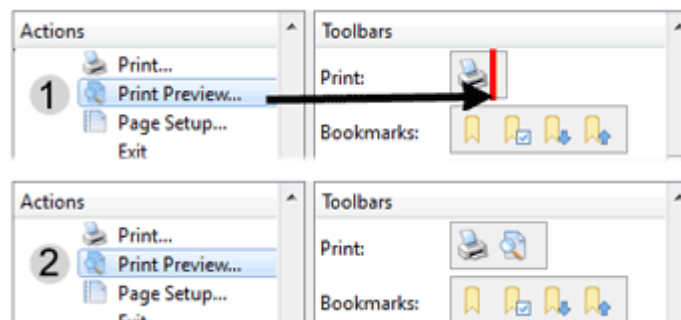 Actions
Toolbars
Print...
Print:
1
Print Preview...
Page Setup...
Bookmarks:
Exit
Actions
Toolbars
Print...
Print:
2
Print Preview...
Page Setup...
Bookmarks:
Exit